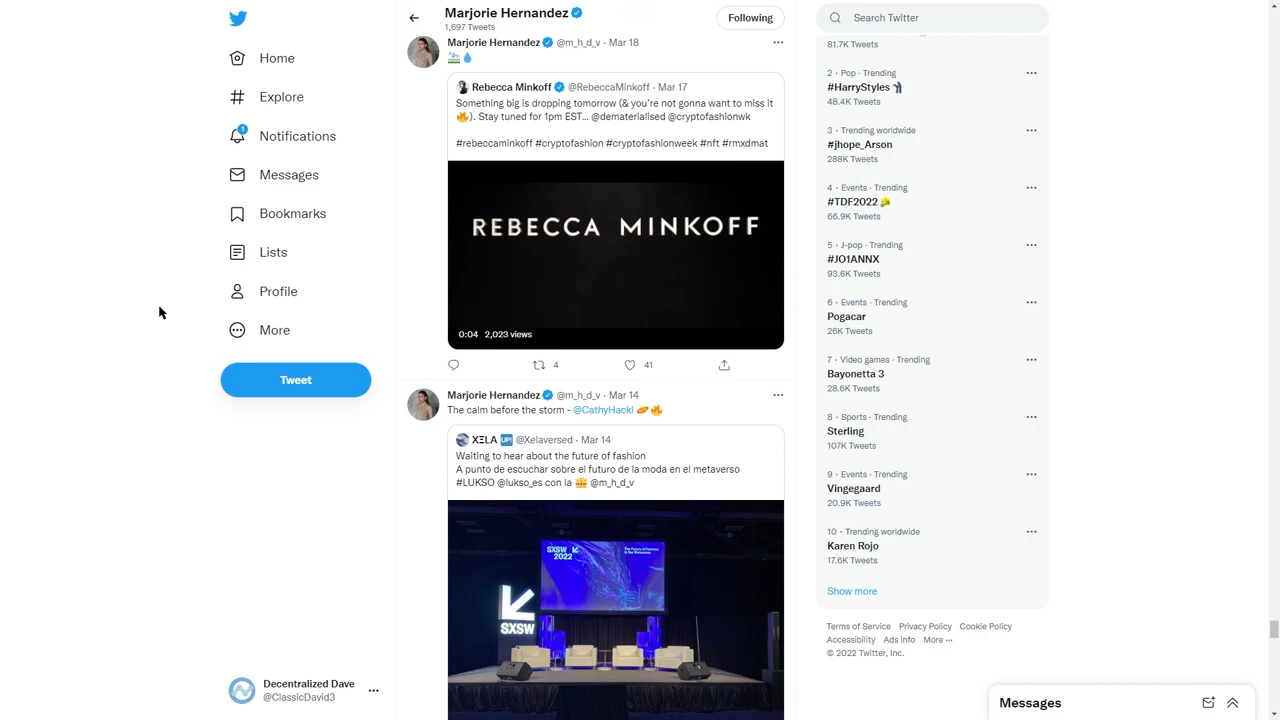 Marjorie Hernandez
1,697 Tweets
Following
Search Twitter
Home
Explore
Notifications
1
Messages
Bookmarks
Lists
Profile
More
Tweet
Decentralized Dave
@ClassicDavid3
Marjorie Hernandez @m_h_d_v · Mar 18
Rebecca Minkoff @RebeccaMinkoff · Mar 17
Something big is dropping tomorrow (& you're not gonna want to miss it
🔥). Stay tuned for 1pm EST... @dematerialised @cryptofashionwk
#rebeccaminkoff #cryptofashion #cryptofashionweek #nft #rmxdmat
REBECCA MINKOFF
0:04 2,023 views
4
41
Marjorie Hernandez @m_h_d_v · Mar 14
The calm before the storm - @CathyHackl 🔥
XΞLA UP! @Xelaversed · Mar 14
Waiting to hear about the future of fashion
A punto de escuchar sobre el futuro de la moda en el metaverso
#LUKSO @lukso_es con la @m_h_d_v
SXSW
2022
The Future of Fashion
SXSW
81.7K Tweets
2 · Pop · Trending
#HarryStyles
48.4K Tweets
3 · Trending worldwide
#jhope_Arson
288K Tweets
4 · Events · Trending
#TDF2022
66.9K Tweets
5 · J-pop · Trending
#JO1ANNX
93.6K Tweets
6 · Events · Trending
Pogacar
26K Tweets
7 · Video games · Trending
Bayonetta 3
28.6K Tweets
8 · Sports · Trending
Sterling
107K Tweets
9 · Events · Trending
Vingegaard
20.9K Tweets
10 · Trending worldwide
Karen Rojo
17.6K Tweets
Show more
Terms of Service Privacy Policy Cookie Policy
Accessibility Ads info More ···
© 2022 Twitter, Inc.
Messages